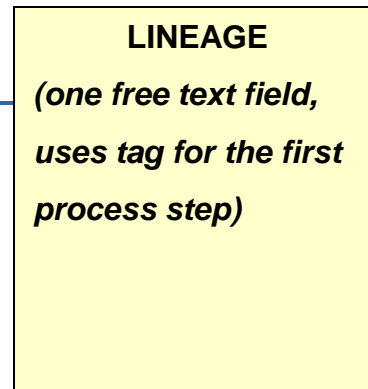 LINEAGE
(one free text field,
uses tag for the first
process step)